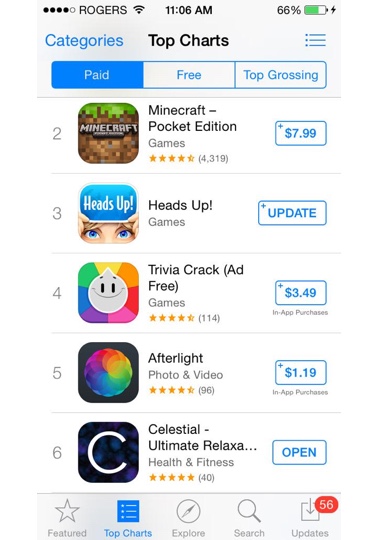 ROGERS 11:06 AM 66%
Categories Top Charts
Paid Free Top Grossing
2 MINECRAFT Minecraft –
Pocket Edition
Games
(4,319)
+ $7.99
3 Heads Up! Heads Up!
Games
+ UPDATE
4 Trivia Crack (Ad
Free)
Games
(114)
+ $3.49
In-App Purchases
5 Afterlight
Photo & Video
(96)
+ $1.19
In-App Purchases
6 C Celestial -
Ultimate Relaxa...
Health & Fitness
(40)
OPEN
56
Featured Top Charts Explore Search Updates